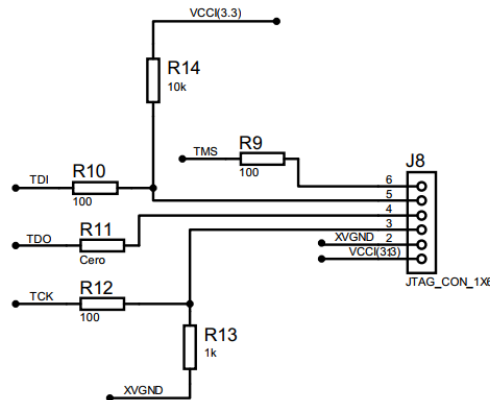 VCCI(3.3)
R14
10k
R9
TMS
100
J8
R10
TDI
100
6
5
4
3
2
1
R11
TDO
Cero
XVGND
VCCI(3.3)
JTAG_CON_1X6
R12
TCK
100
R13
1k
XVGND